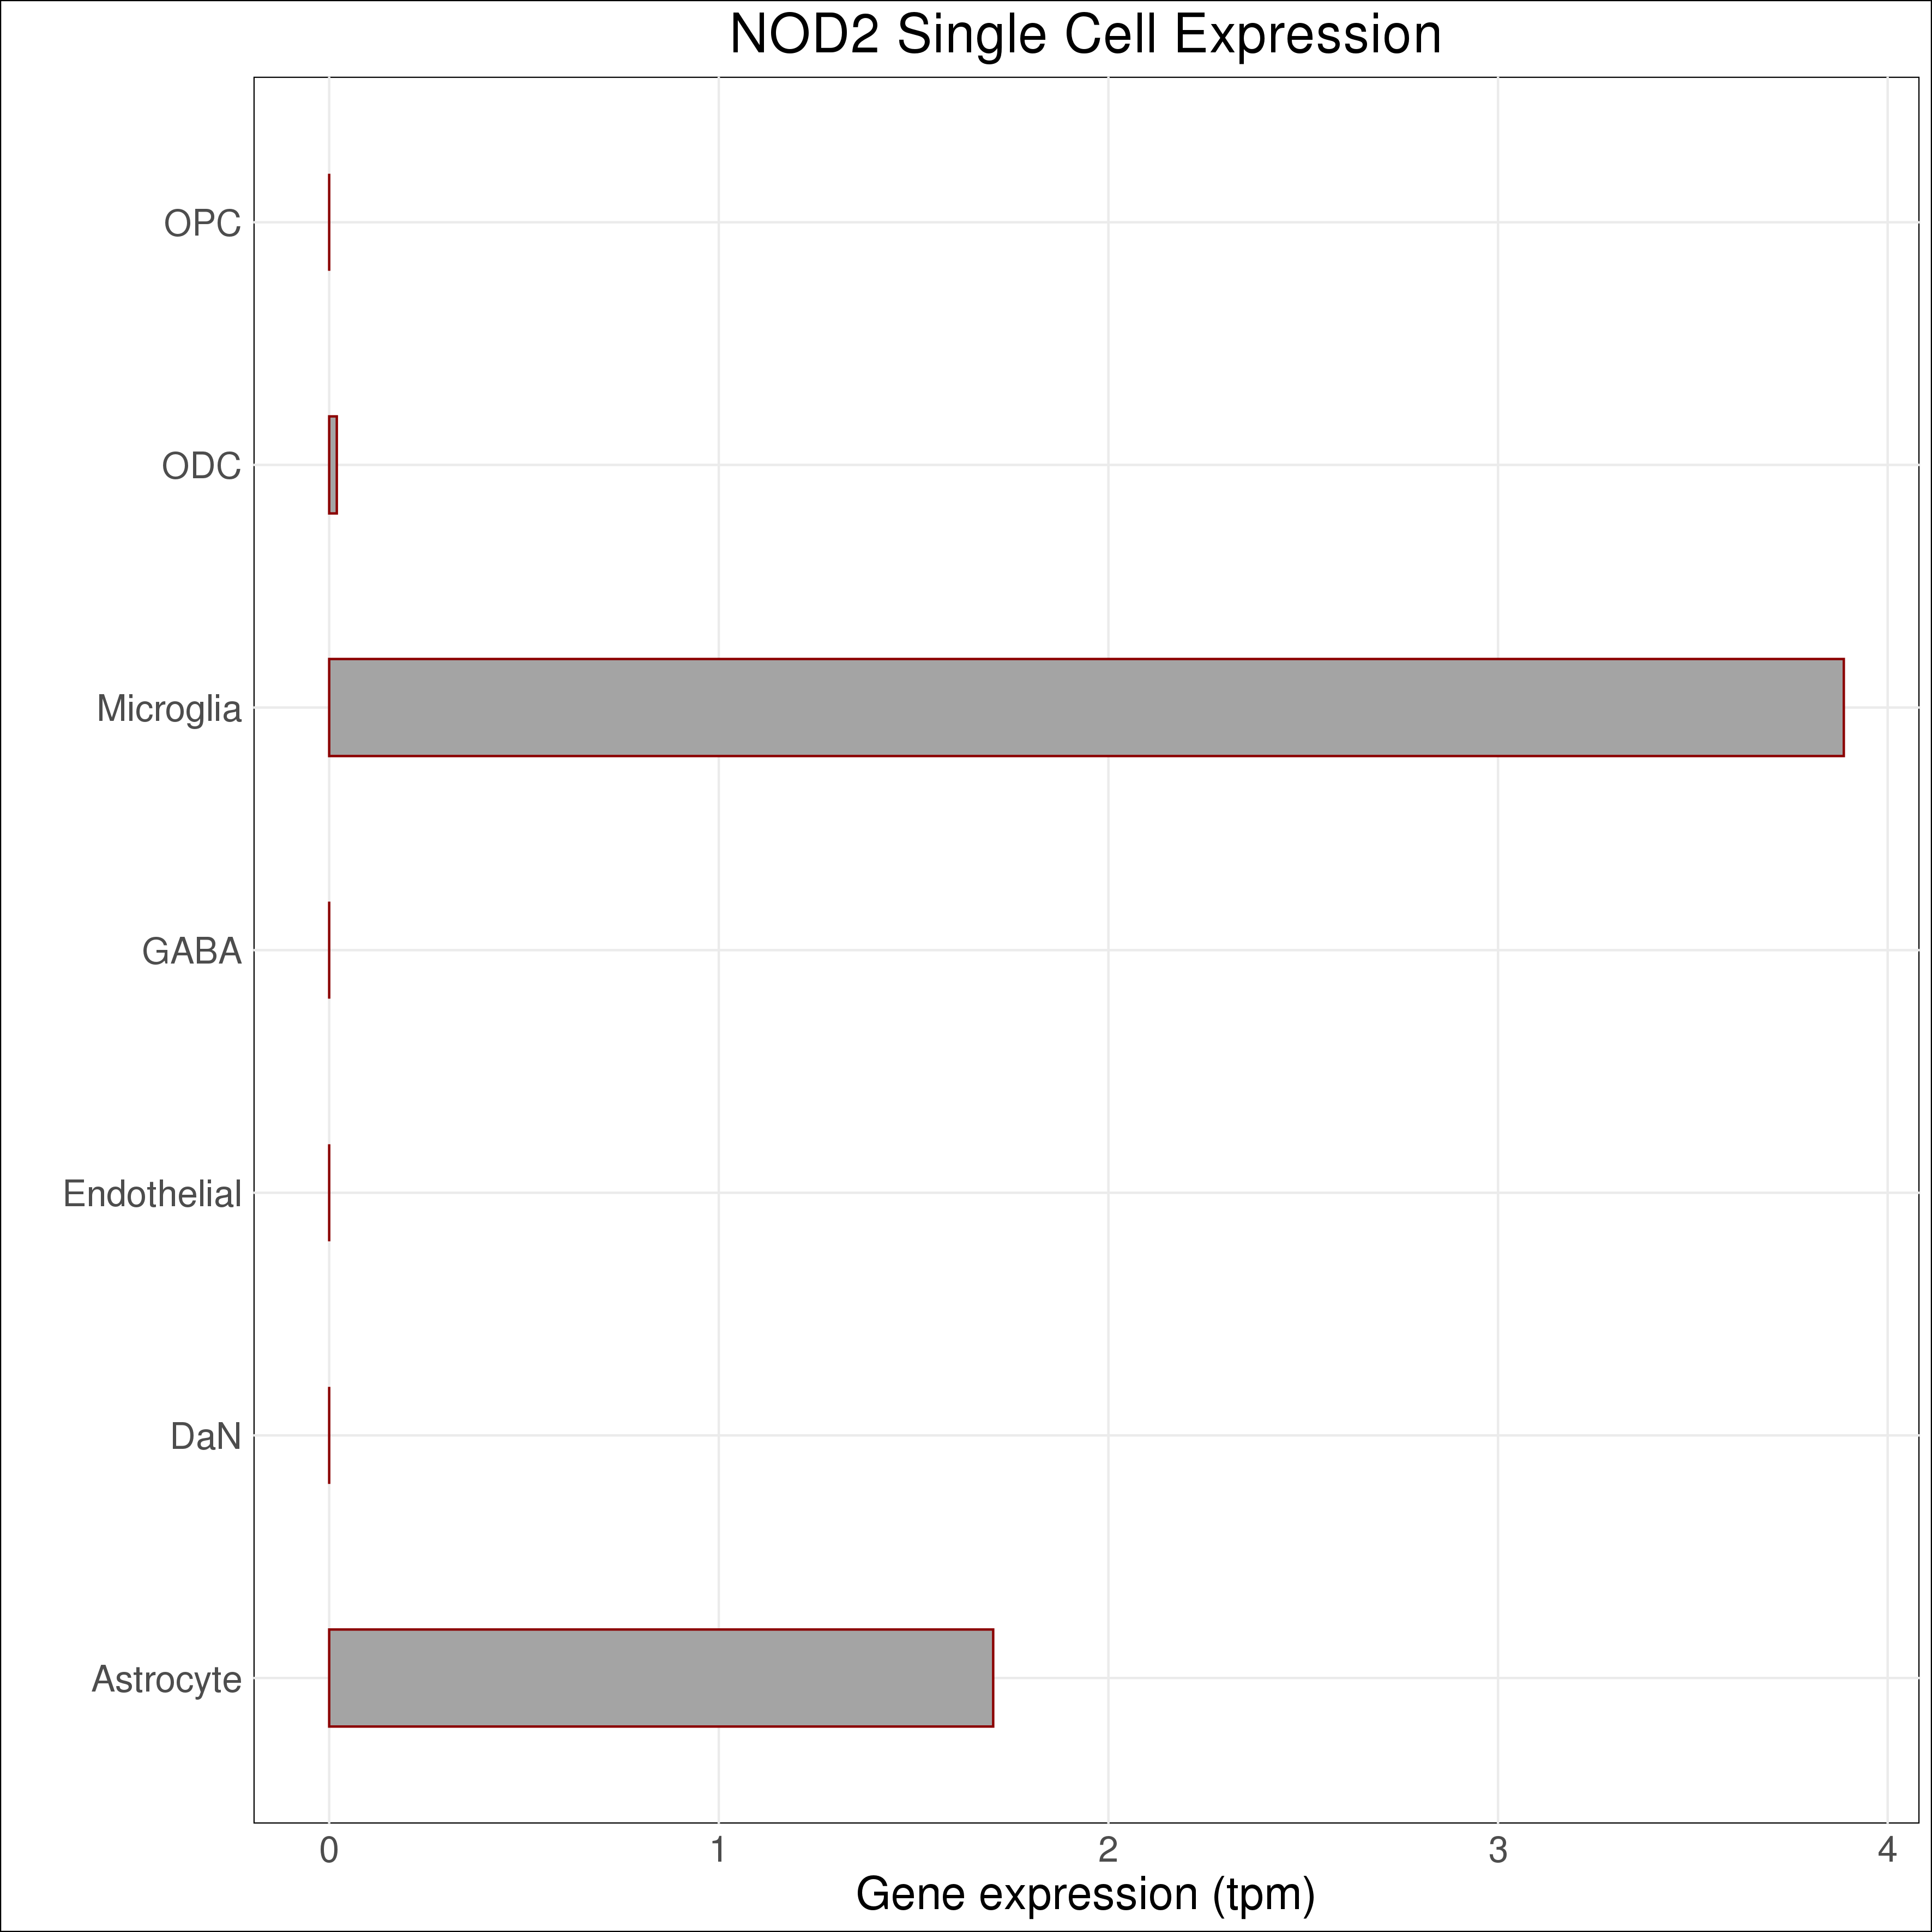 NOD2 Single Cell Expression
OPC
ODC
Microglia
GABA
Endothelial
DaN
Astrocyte
0 1 2 3 4
Gene expression (tpm)